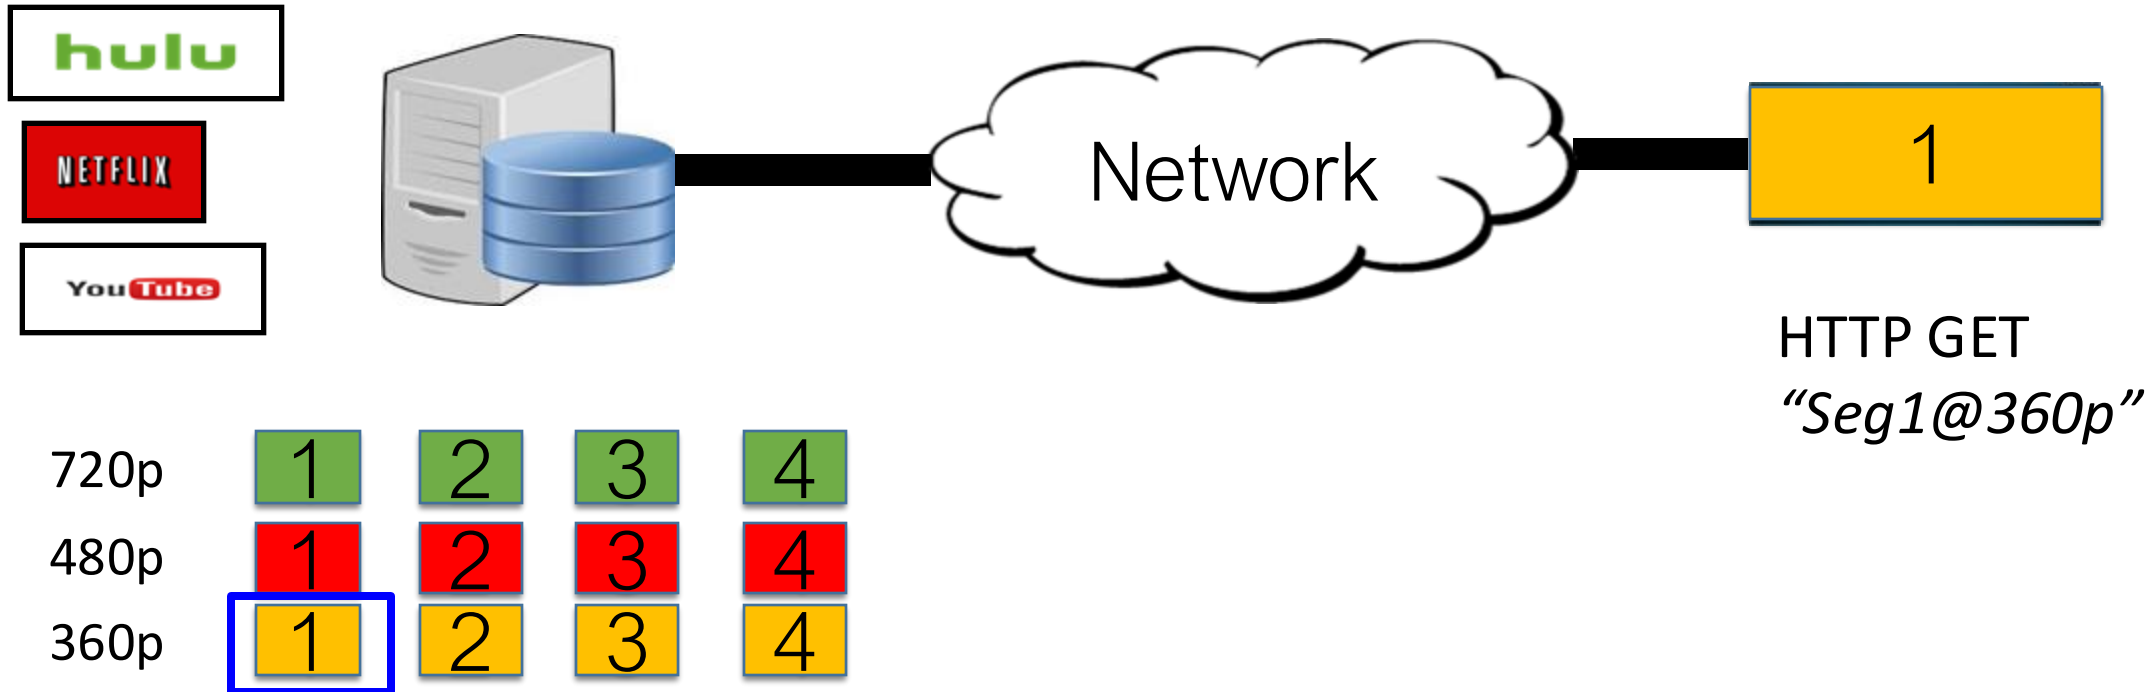 hulu
NETFLIX
YouTube
Network
1
HTTP GET
“Seg1@360p”
720p 1 2 3 4
480p 1 2 3 4
360p 1 2 3 4